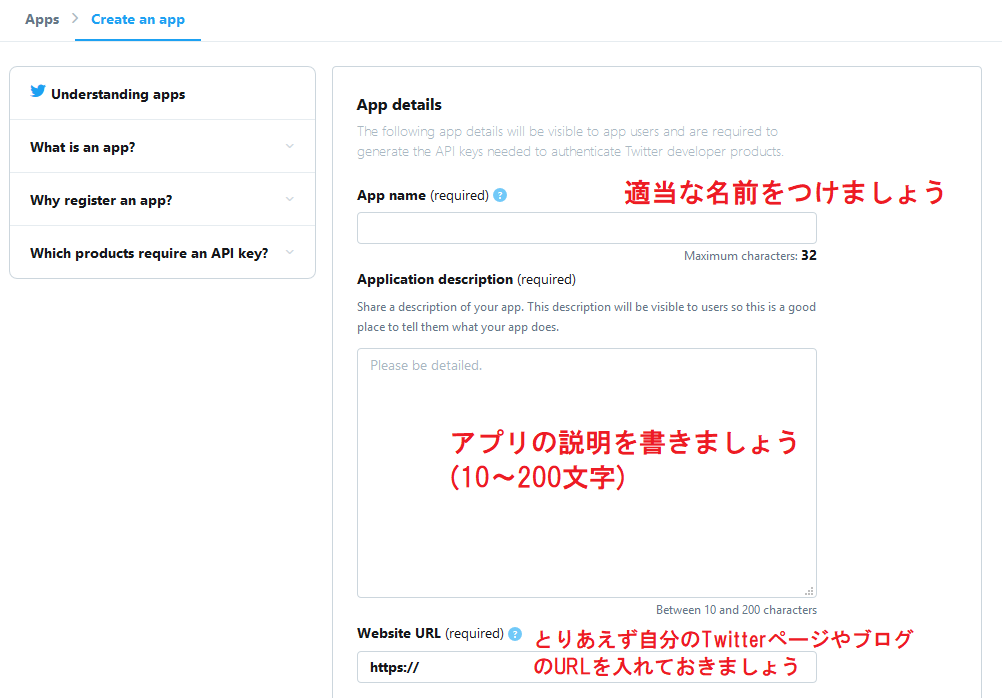 Apps > Create an app
Understanding apps
What is an app?
Why register an app?
Which products require an API key?
App details
The following app details will be visible to app users and are required to
generate the API keys needed to authenticate Twitter developer products.
App name (required) ?
適当な名前をつけましょう
Maximum characters: 32
Application description (required)
Share a description of your app. This description will be visible to users so this is a good
place to tell them what your app does.
Please be detailed.
アプリの説明を書きましょう
(10～200文字)
Between 10 and 200 characters
Website URL (required) ?
とりあえず自分のTwitterページやブログ
https://
のURLを入れておきましょう